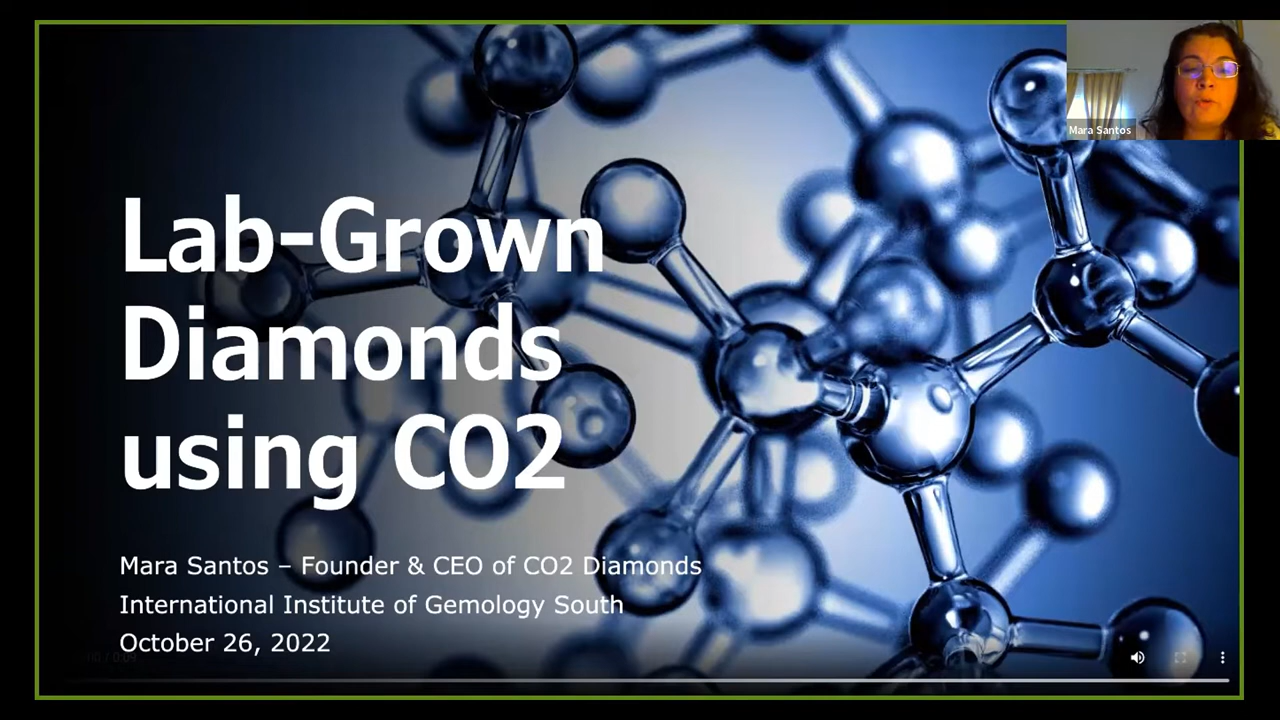 Lab-Grown
Diamonds
using CO2
Mara Santos – Founder & CEO of CO2 Diamonds
International Institute of Gemology South
October 26, 2022
Mara Santos